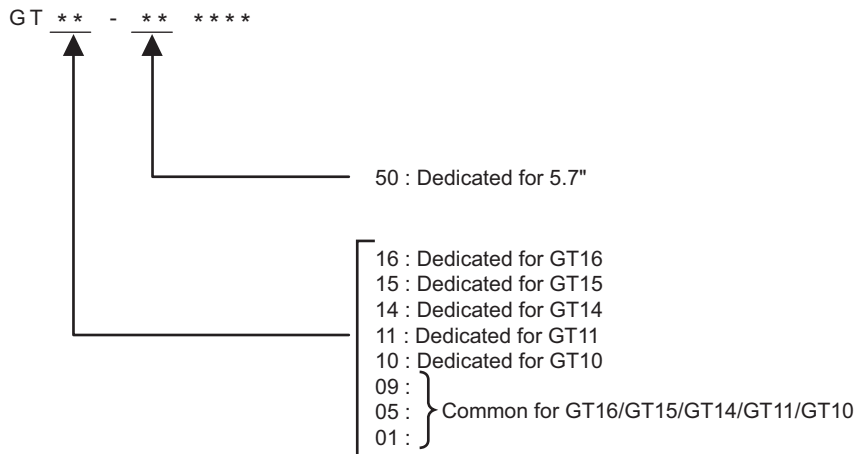 GT ** - ** ****
50 : Dedicated for 5.7"
16 : Dedicated for GT16
15 : Dedicated for GT15
14 : Dedicated for GT14
11 : Dedicated for GT11
10 : Dedicated for GT10
09 :
05 : Common for GT16/GT15/GT14/GT11/GT10
01 :